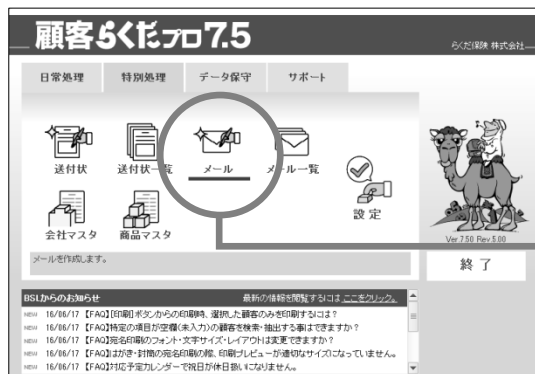 顧客らくだプロ7.5
らくだ保険 株式会社
日常処理 特別処理 データ保守 サポート
送付状 送付状一覧 メール メール一覧
設定
会社マスタ 商品マスタ
Ver.7.50 Rev.5.00
メールを作成します。
終了
BSLからのお知らせ 最新の情報を閲覧するにはここをクリック。
NEW 16/06/17 【FAQ】[印刷]ボタンからの印刷時、選択した顧客のみを印刷するには?
NEW 16/06/17 【FAQ】特定の項目が空欄(未入力)の顧客を検索・抽出する事はできますか?
NEW 16/06/17 【FAQ】宛名印刷のフォント・文字サイズ・レイアウトは変更できますか?
NEW 16/06/17 【FAQ】はがき・封筒の宛名印刷の際、印刷プレビューが適切なサイズになっていません。
NEW 16/06/17 【FAQ】対応予定カレンダーで祝日が休日扱いになりません。